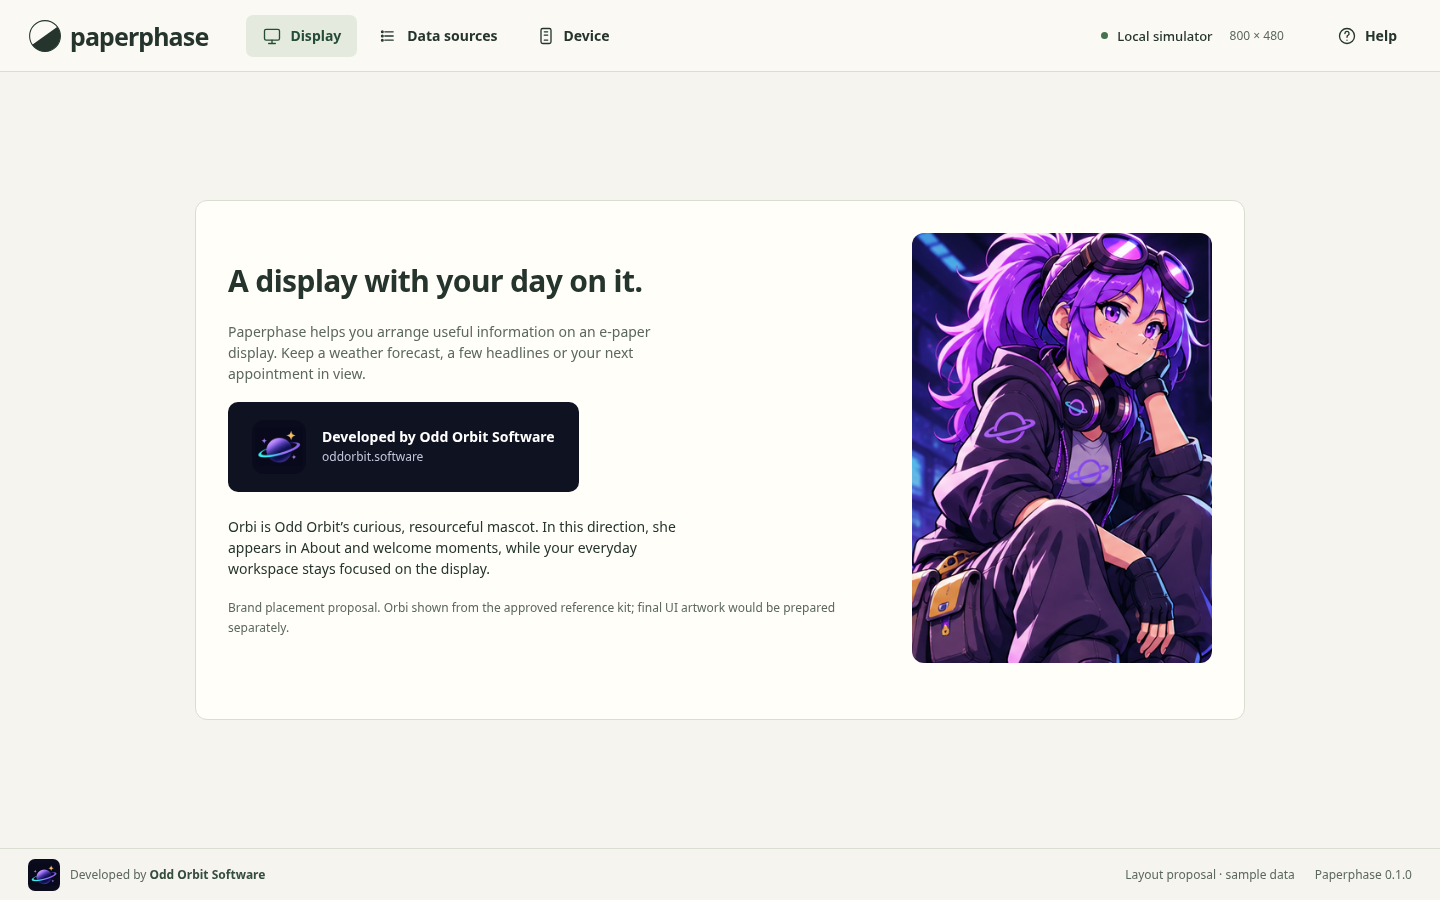 paperphase
Display
Data sources
Device
Local simulator
800 × 480
Help
A display with your day on it.
Paperphase helps you arrange useful information on an e-paper
display. Keep a weather forecast, a few headlines or your next
appointment in view.
Developed by Odd Orbit Software
oddorbit.software
Orbi is Odd Orbit's curious, resourceful mascot. In this direction, she
appears in About and welcome moments, while your everyday
workspace stays focused on the display.
Brand placement proposal. Orbi shown from the approved reference kit; final UI artwork would be prepared
separately.
Developed by Odd Orbit Software
Layout proposal · sample data
Paperphase 0.1.0